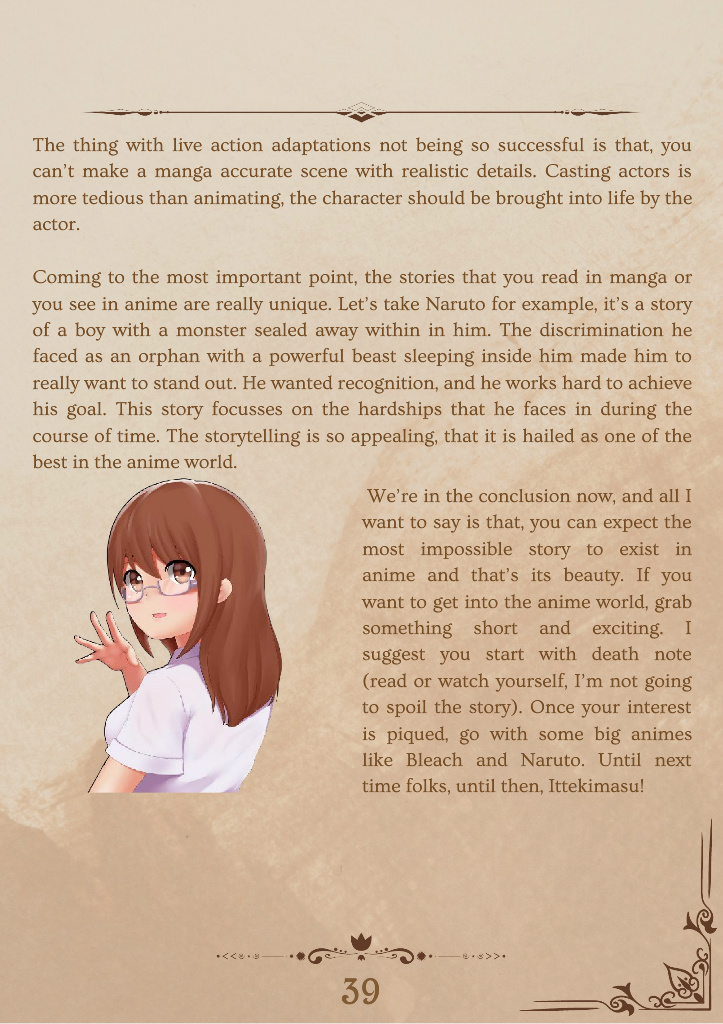 The thing with live action adaptations not being so successful is that, you
can't make a manga accurate scene with realistic details. Casting actors is
more tedious than animating, the character should be brought into life by the
actor.
Coming to the most important point, the stories that you read in manga or
you see in anime are really unique. Let's take Naruto for example, it's a story
of a boy with a monster sealed away within in him. The discrimination he
faced as an orphan with a powerful beast sleeping inside him made him to
really want to stand out. He wanted recognition, and he works hard to achieve
his goal. This story focusses on the hardships that he faces in during the
course of time. The storytelling is so appealing, that it is hailed as one of the
best in the anime world.
We're in the conclusion now, and all I
want to say is that, you can expect the
most impossible story to exist in
anime and that's its beauty. If you
want to get into the anime world, grab
something short and exciting. I
suggest you start with death note
(read or watch yourself, I'm not going
to spoil the story). Once your interest
is piqued, go with some big animes
like Bleach and Naruto. Until next
time folks, until then, Ittekimasu!
39